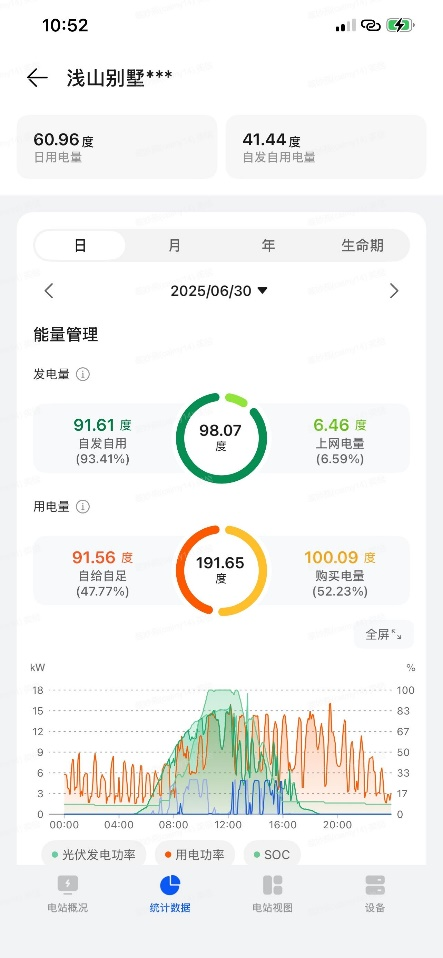 10:52
浅山别墅***
60.96度
日用电量
41.44度
自发自用电量
日
月
年
生命期
2025/06/30
能量管理
发电量
91.61 度
自发自用
(93.41%)
98.07
度
6.46 度
上网电量
(6.59%)
用电量
91.56 度
自给自足
(47.77%)
191.65
度
100.09 度
购买电量
(52.23%)
全屏
kW
%
18
15
12
9
6
3
0
100
83
67
50
33
17
0
00:00
04:00
08:00
12:00
16:00
20:00
光伏发电功率
用电功率
SOC
电站概况
统计数据
电站视图
设备